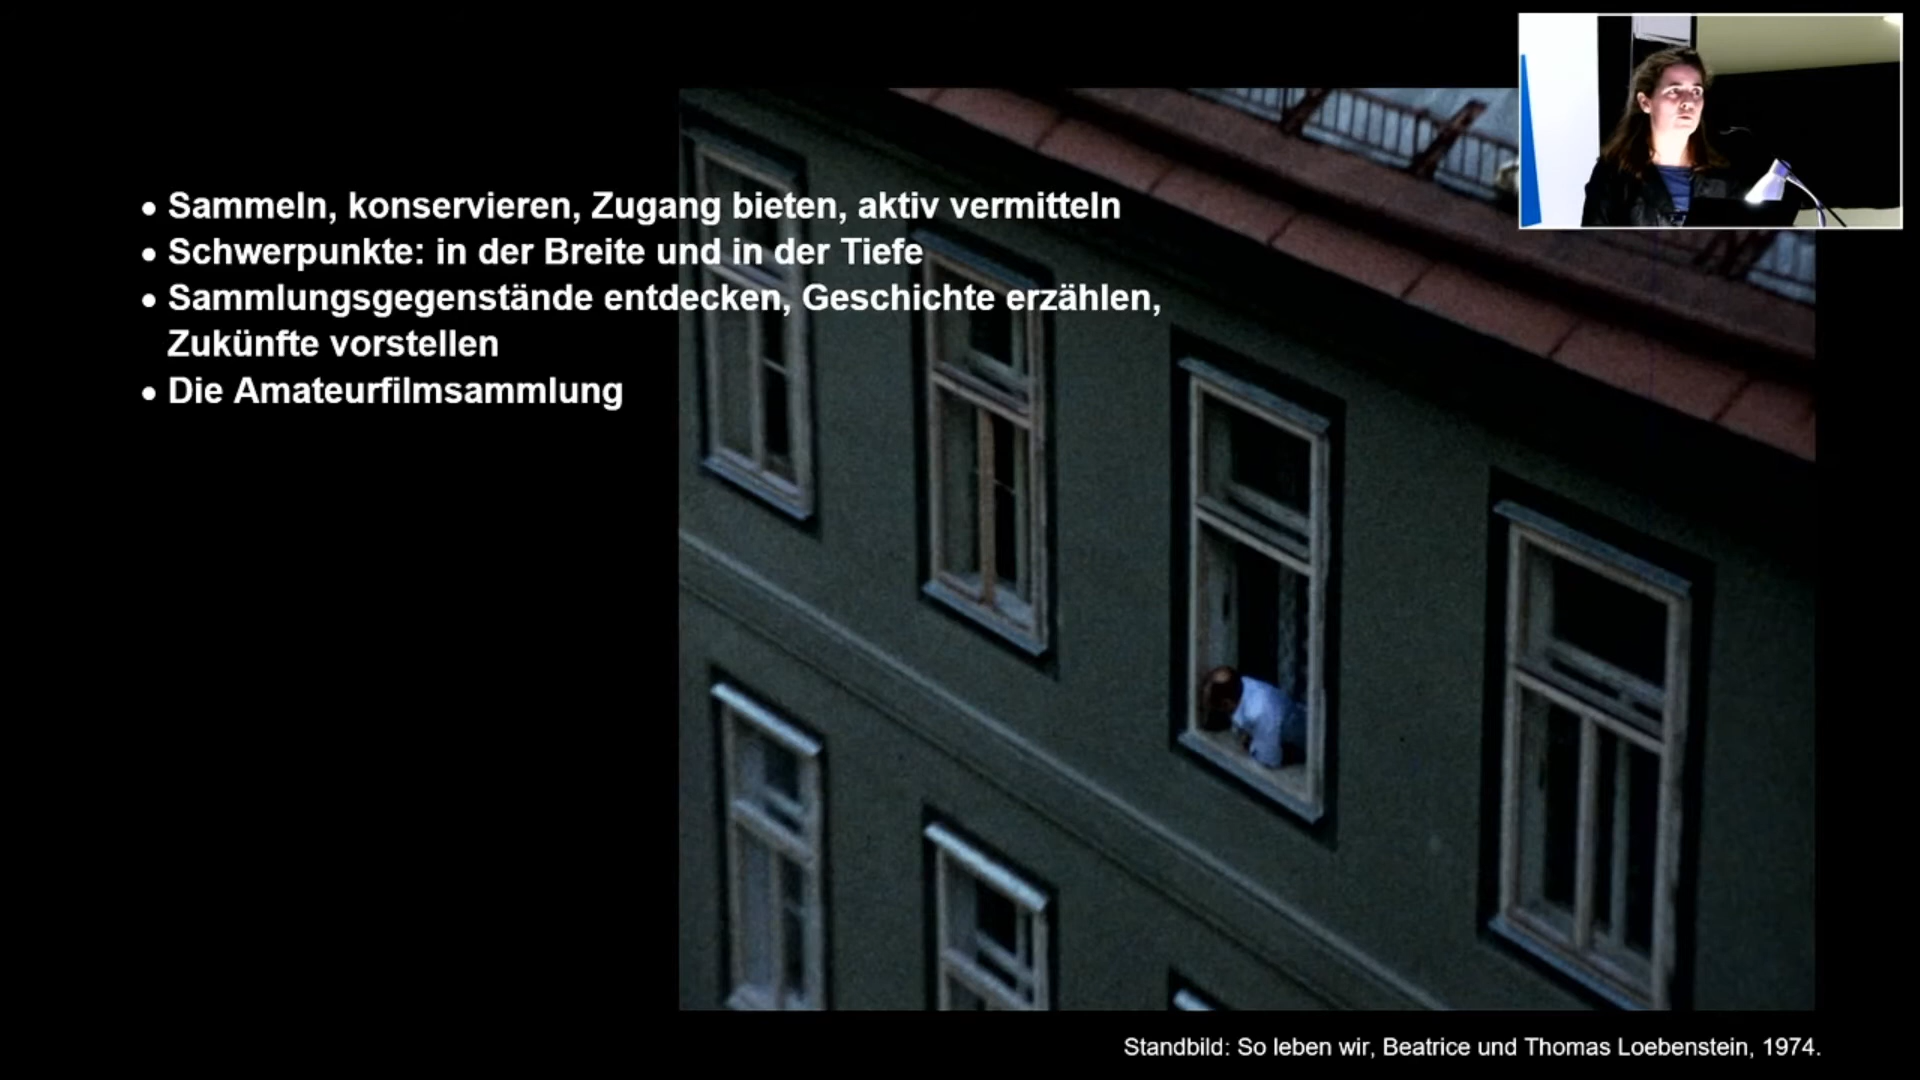 • Sammeln, konservieren, Zugang bieten, aktiv vermitteln
• Schwerpunkte: in der Breite und in der Tiefe
• Sammlungsgegenstände entdecken, Geschichte erzählen,
Zukünfte vorstellen
• Die Amateurfilmsammlung
Standbild: So leben wir, Beatrice und Thomas Loebenstein, 1974.